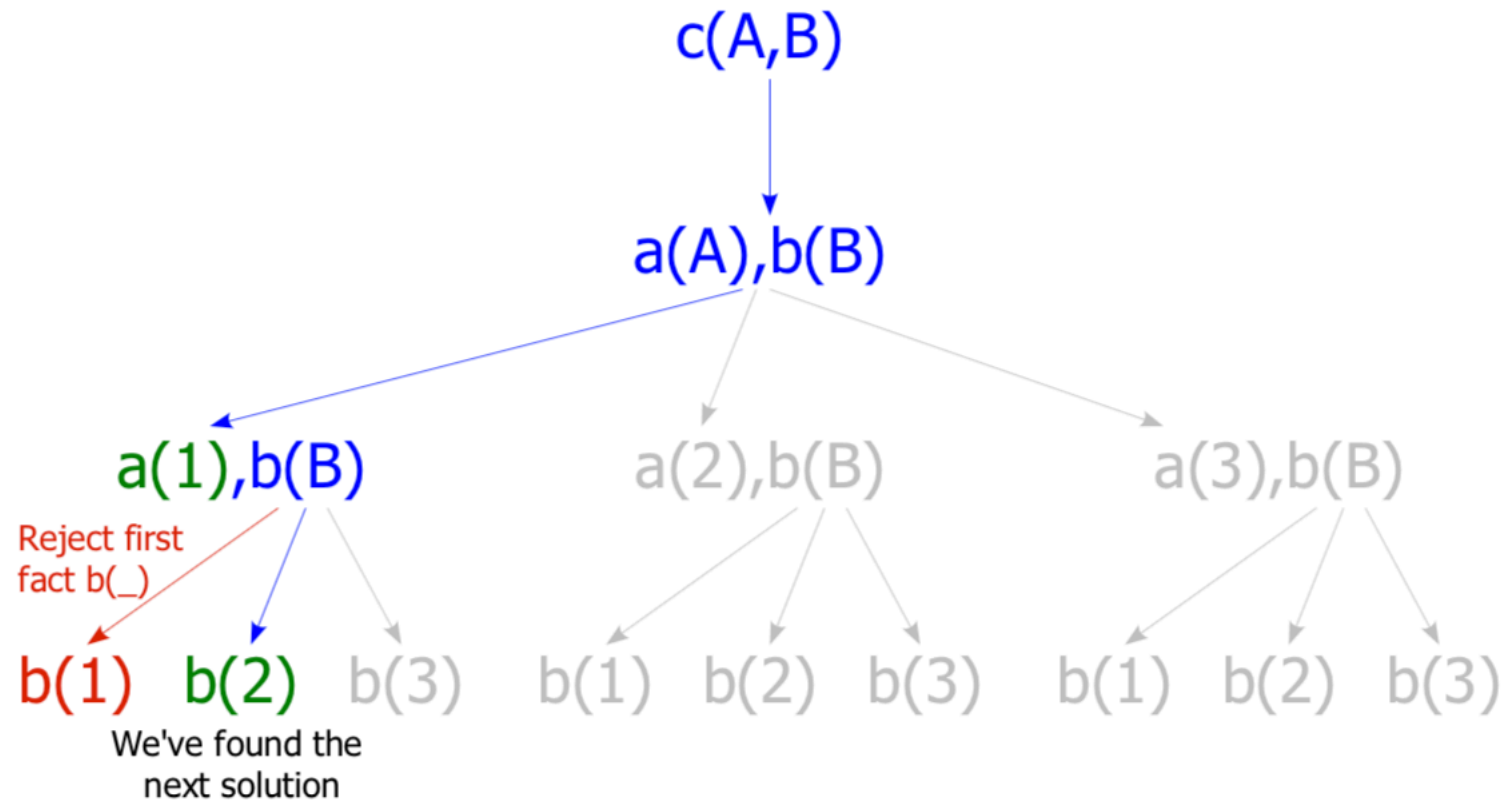 c(A,B)
a(A),b(B)
a(1),b(B)
a(2),b(B)
a(3),b(B)
Reject first
fact b(_)
b(1)
b(2)
b(3)
b(1)
b(2)
b(3)
b(1)
b(2)
b(3)
We've found the
next solution